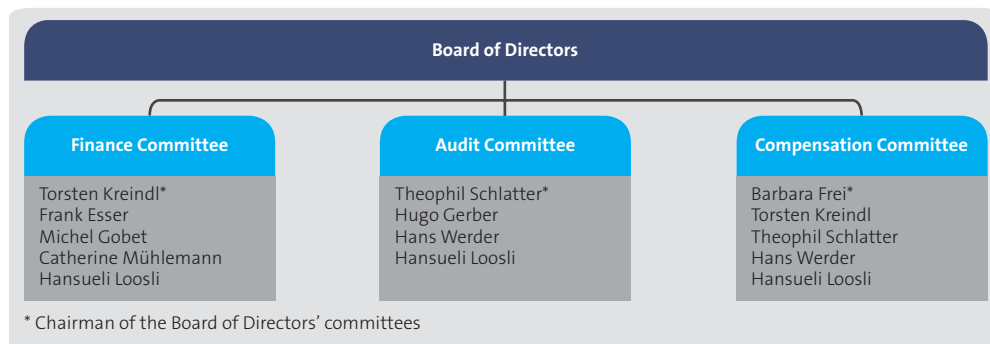 Board of Directors
Finance Committee
Torsten Kreindl*
Frank Esser
Michel Gobet
Catherine Mühlemann
Hansueli Loosli
Audit Committee
Theophil Schlatter*
Hugo Gerber
Hans Werder
Hansueli Loosli
Compensation Committee
Barbara Frei*
Torsten Kreindl
Theophil Schlatter
Hans Werder
Hansueli Loosli
* Chairman of the Board of Directors’ committees